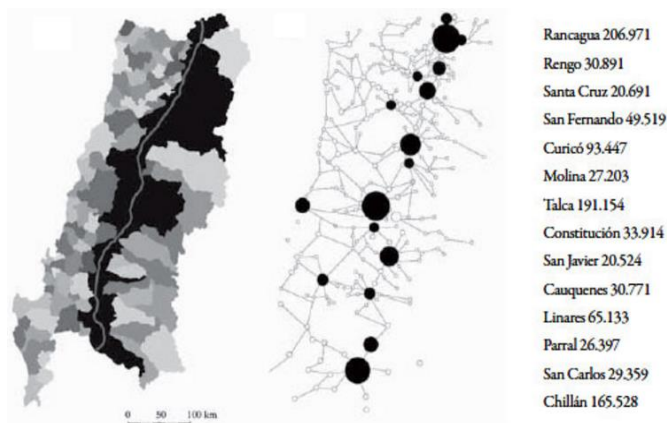 Rancagua 206.971
Rengo 30.891
Santa Cruz 20.691
San Fernando 49.519
Curicó 93.447
Molina 27.203
Talca 191.154
Constitución 33.914
San Javier 20.524
Cauquenes 30.771
Linares 65.133
Parral 26.397
San Carlos 29.359
Chillán 165.528
0 50 100 km